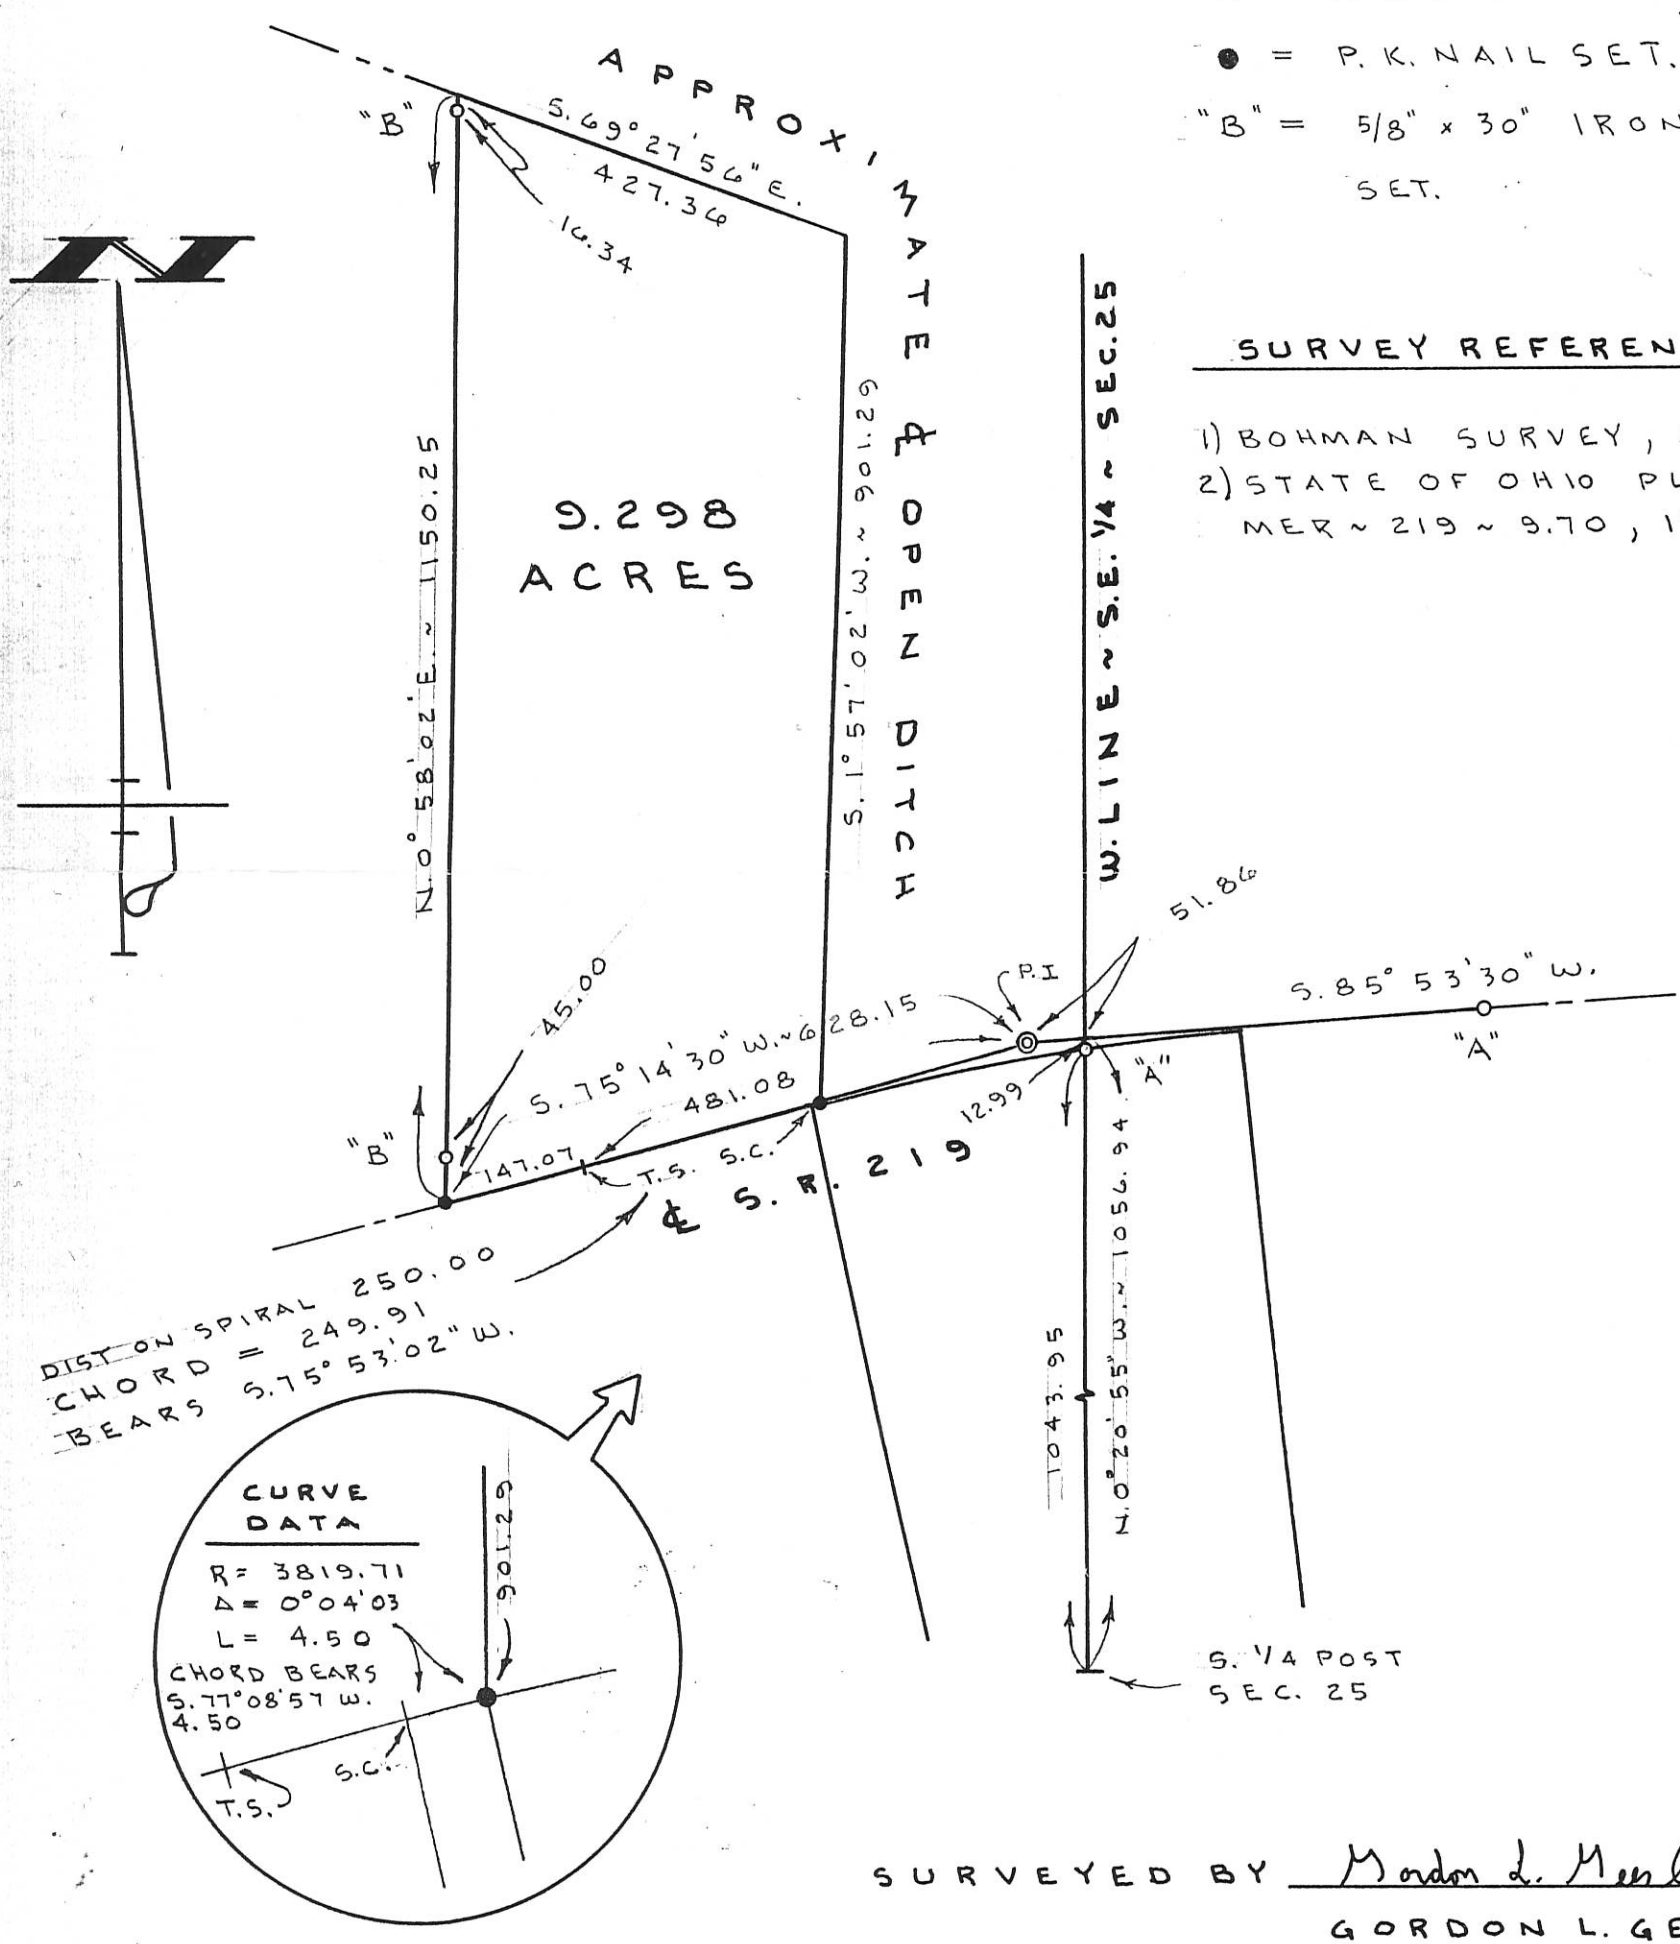 ● = P. K. NAIL SET.
"B" = 5/8" x 30" IRON
SET.
APPROXIMATE ℄ OPEN DITCH
"B"
S. 69° 27' 56" E.
427.36
16.34
N
N. 0° 58' 02" E. ~ 1150.25
9.298
ACRES
S. 1° 57' 02" W. ~ 901.29
W. LINE ~ S.E. 1/4 ~ SEC. 25
SURVEY REFEREN
1) BOHMAN SURVEY,
2) STATE OF OHIO PL
MER ~ 219 ~ 9.70, 1
51.86
P.I
S. 85° 53' 30" W.
"A"
"A"
12.99
45.00
S. 75° 14' 30" W. ~ 628.15
481.08
"B"
147.07
T.S.
S.C.
℄ S. R. 219
DIST ON SPIRAL 250.00
CHORD = 249.91
BEARS S. 75° 53' 02" W.
1043.95
N. 0° 20' 55" W. ~ 1056.94
CURVE
DATA
R = 3819.71
Δ = 0° 04' 03
L = 4.50
CHORD BEARS
S. 77° 08' 57 W.
4.50
901.29
S.C.
T.S.
S. 1/4 POST
SEC. 25
SURVEYED BY Gordon L.
GORDON L. GE